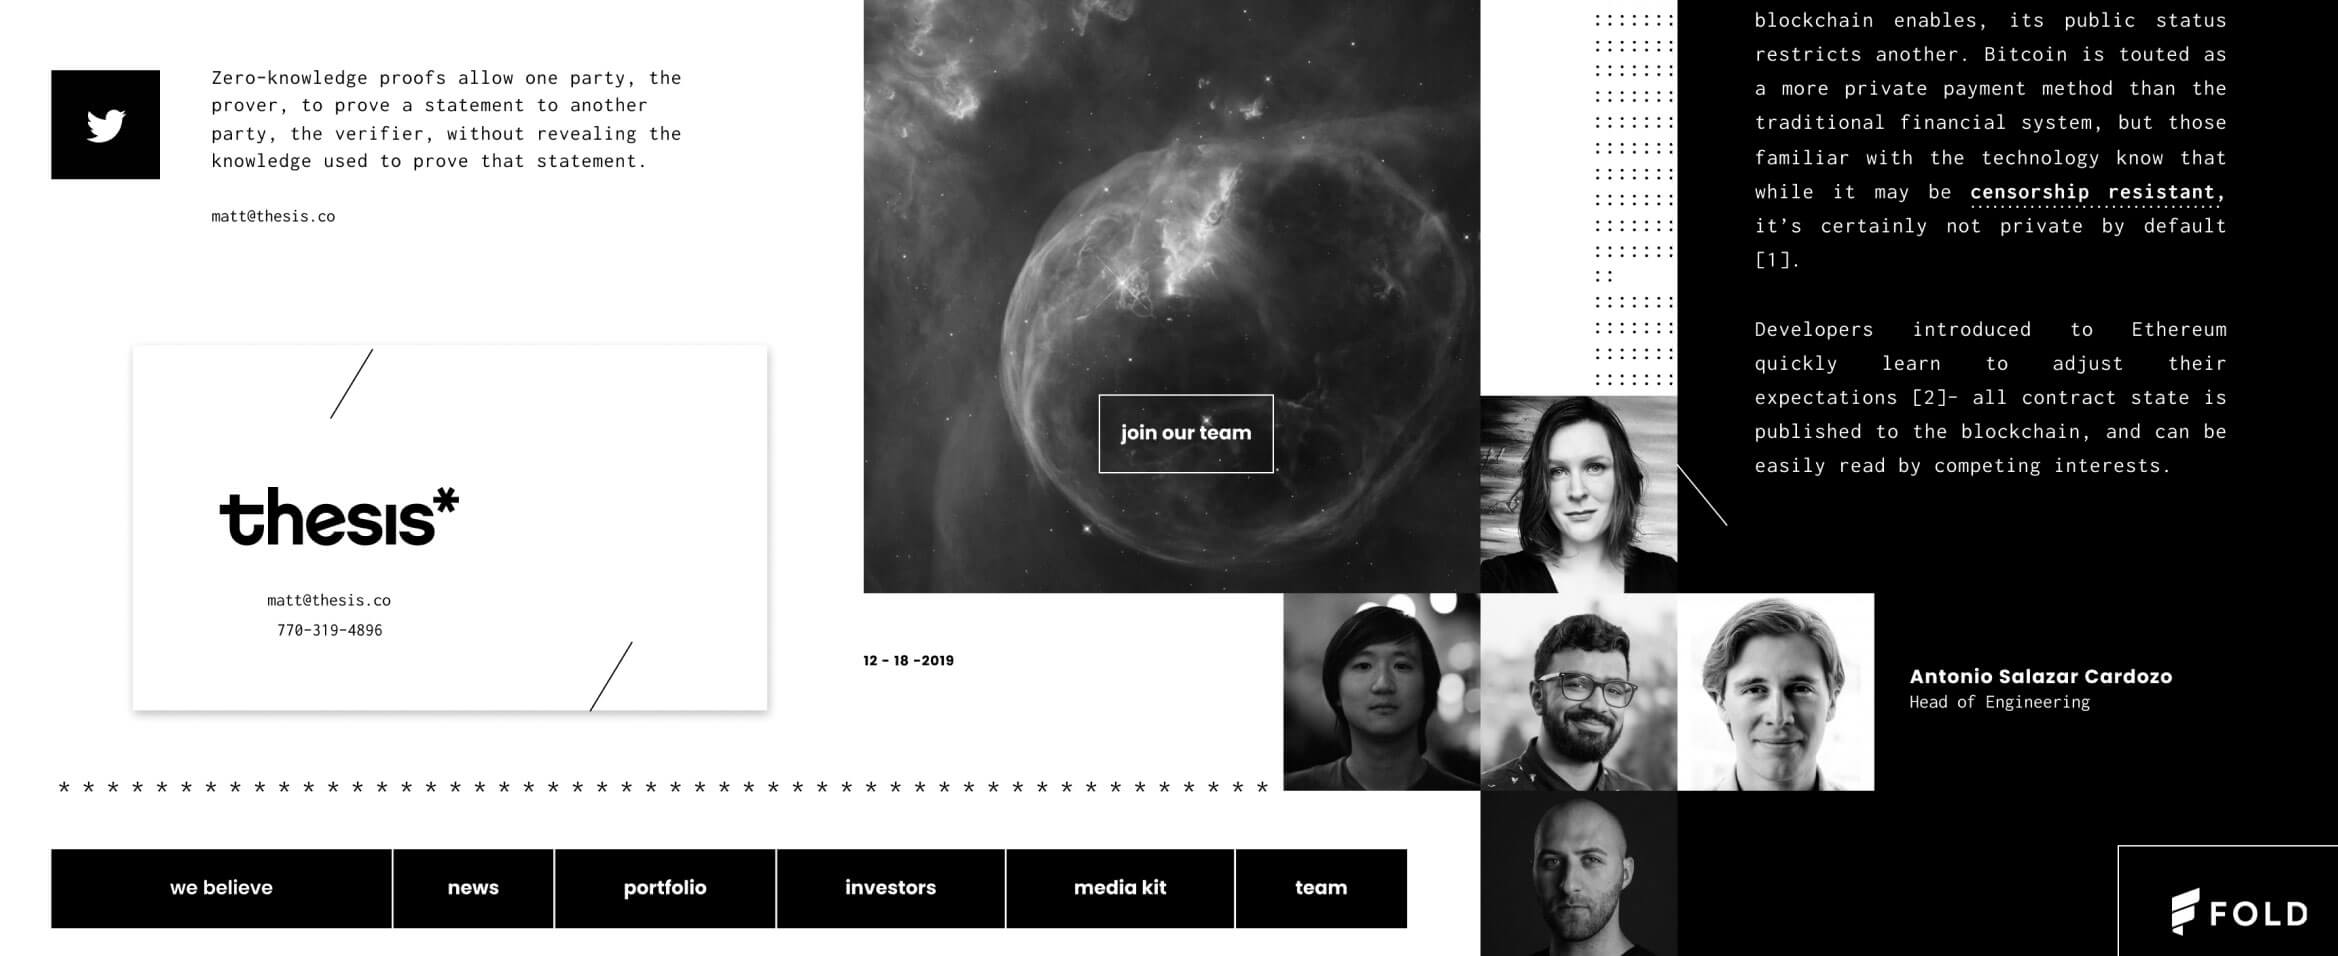 Zero-knowledge proofs allow one party, the
prover, to prove a statement to another
party, the verifier, without revealing the
knowledge used to prove that statement.
matt@thesis.co
thesis*
matt@thesis.co
770-319-4896
join our team
12 - 18 -2019
blockchain enables, its public status
restricts another. Bitcoin is touted as
a more private payment method than the
traditional financial system, but those
familiar with the technology know that
while it may be censorship resistant,
it’s certainly not private by default
[1].
Developers introduced to Ethereum
quickly learn to adjust their
expectations [2]- all contract state is
published to the blockchain, and can be
easily read by competing interests.
Antonio Salazar Cardozo
Head of Engineering
* * * * * * * * * * * * * * * * * * * * * * * * * * * * * * * * * * * * * * * * * * * * * * * * * *
we believe
news
portfolio
investors
media kit
team
FOLD